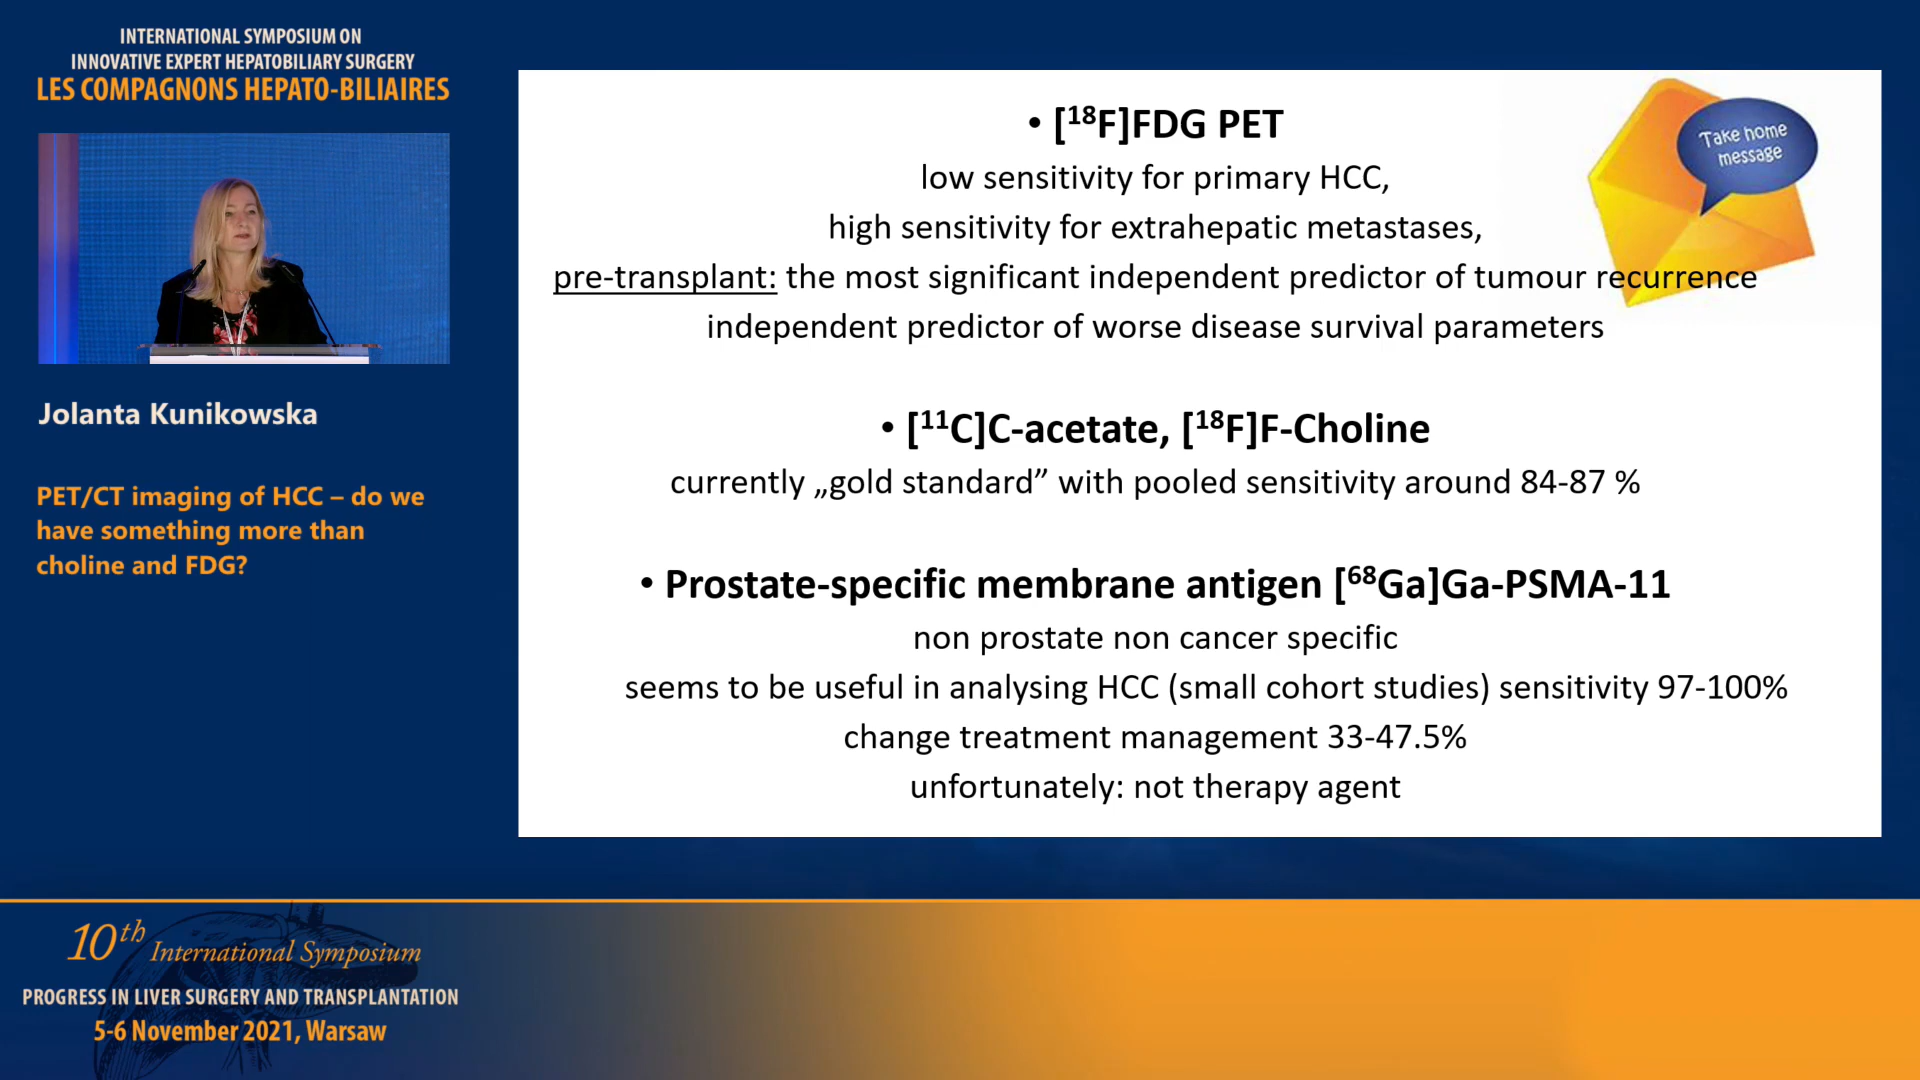 INTERNATIONAL SYMPOSIUM ON
INNOVATIVE EXPERT HEPATOBILIARY SURGERY
LES COMPAGNONS HEPATO-BILIAIRES
Jolanta Kunikowska
PET/CT imaging of HCC – do we
have something more than
choline and FDG?
• [¹⁸F]FDG PET
low sensitivity for primary HCC,
high sensitivity for extrahepatic metastases,
pre-transplant: the most significant independent predictor of tumour recurrence
independent predictor of worse disease survival parameters
Take home
message
• [¹¹C]C-acetate, [¹⁸F]F-Choline
currently „gold standard” with pooled sensitivity around 84-87 %
• Prostate-specific membrane antigen [⁶⁸Ga]Ga-PSMA-11
non prostate non cancer specific
seems to be useful in analysing HCC (small cohort studies) sensitivity 97-100%
change treatment management 33-47.5%
unfortunately: not therapy agent
10th International Symposium
PROGRESS IN LIVER SURGERY AND TRANSPLANTATION
5-6 November 2021, Warsaw